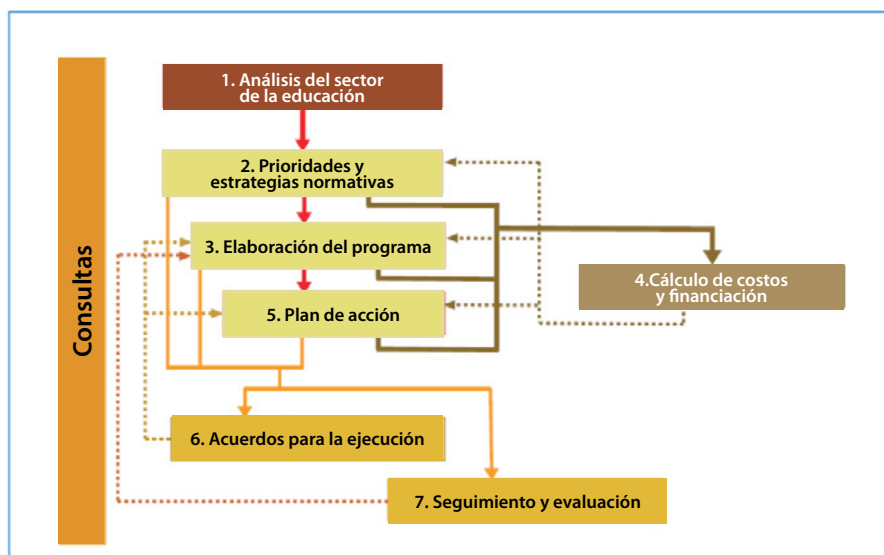 Consultas
1. Análisis del sector
de la educación
2. Prioridades y
estrategias normativas
3. Elaboración del programa
4.Cálculo de costos
y financiación
5. Plan de acción
6. Acuerdos para la ejecución
7. Seguimiento y evaluación